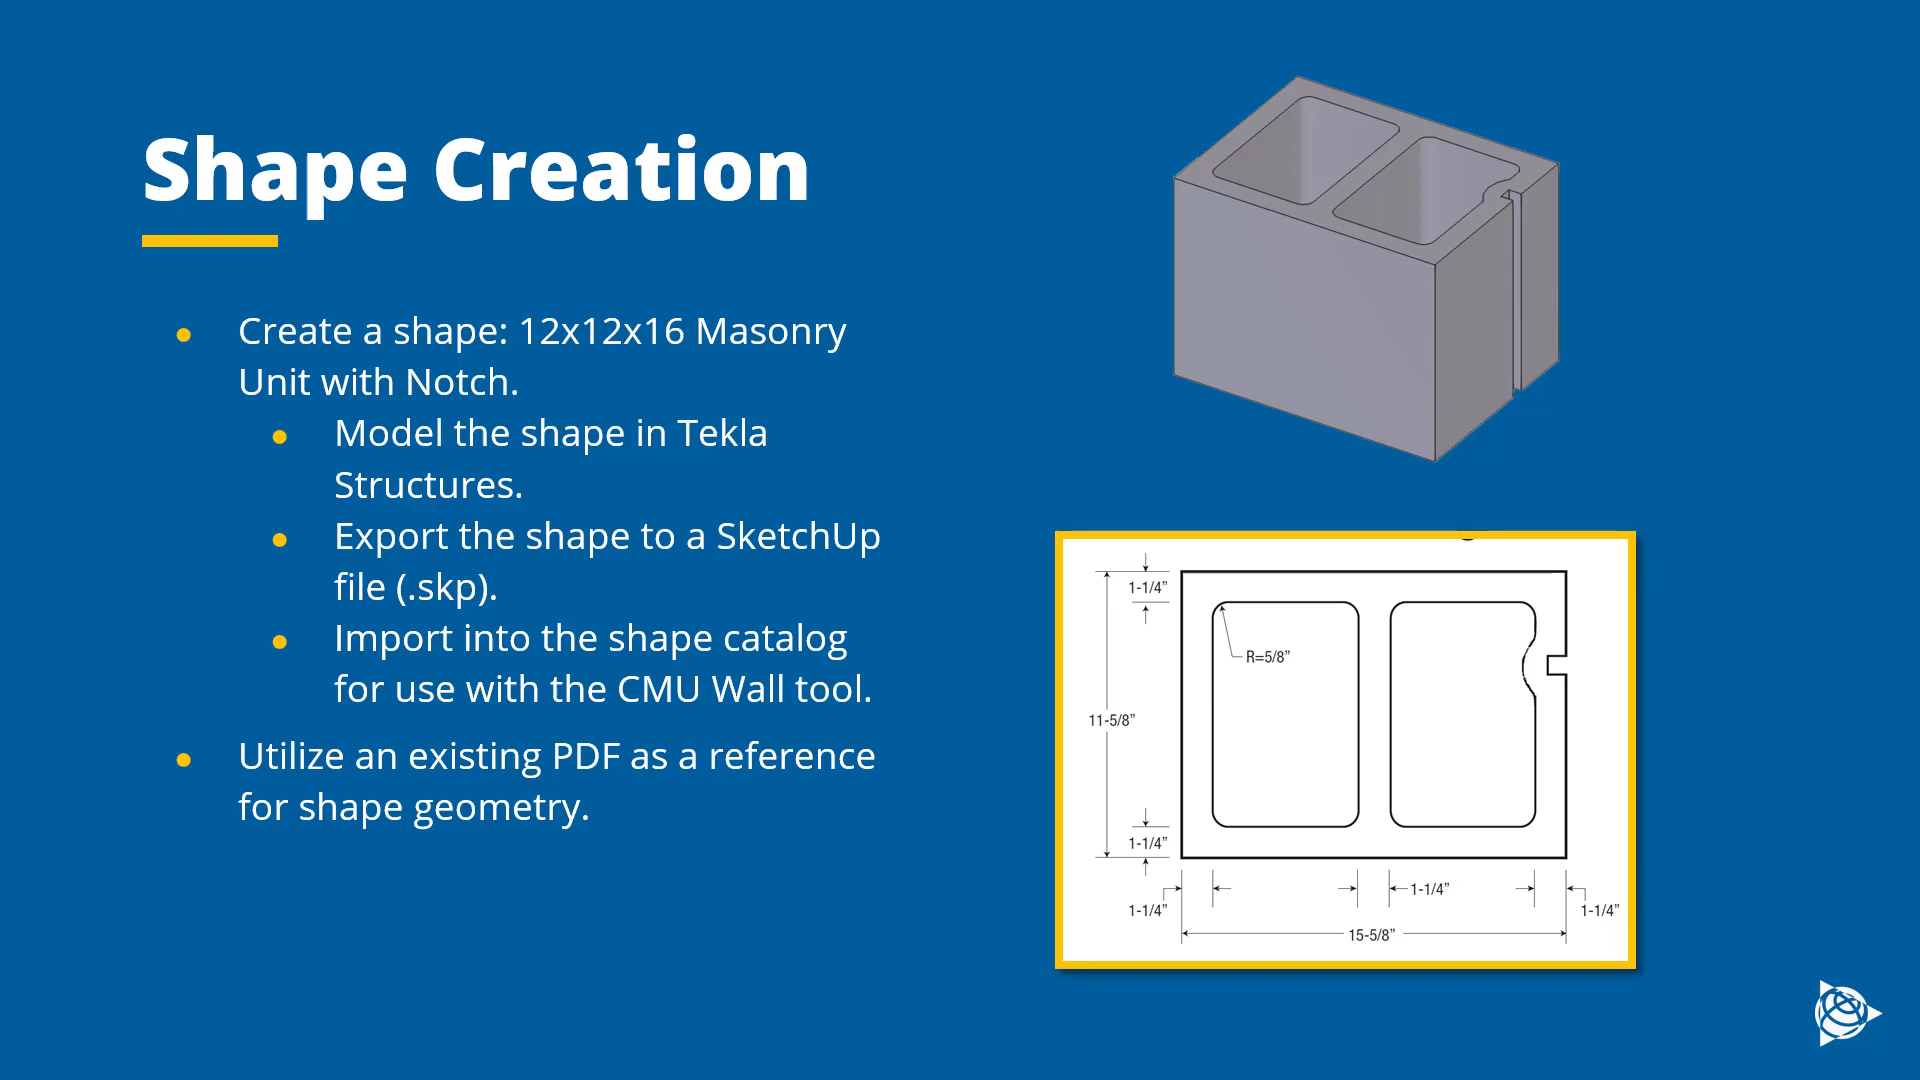 Shape Creation
Create a shape: 12x12x16 Masonry
Unit with Notch.
Model the shape in Tekla
Structures.
Export the shape to a SketchUp
file (.skp).
Import into the shape catalog
for use with the CMU Wall tool.
Utilize an existing PDF as a reference
for shape geometry.
1-1/4”
R=5/8”
11-5/8”
1-1/4”
1-1/4”
1-1/4”
1-1/4”
15-5/8”